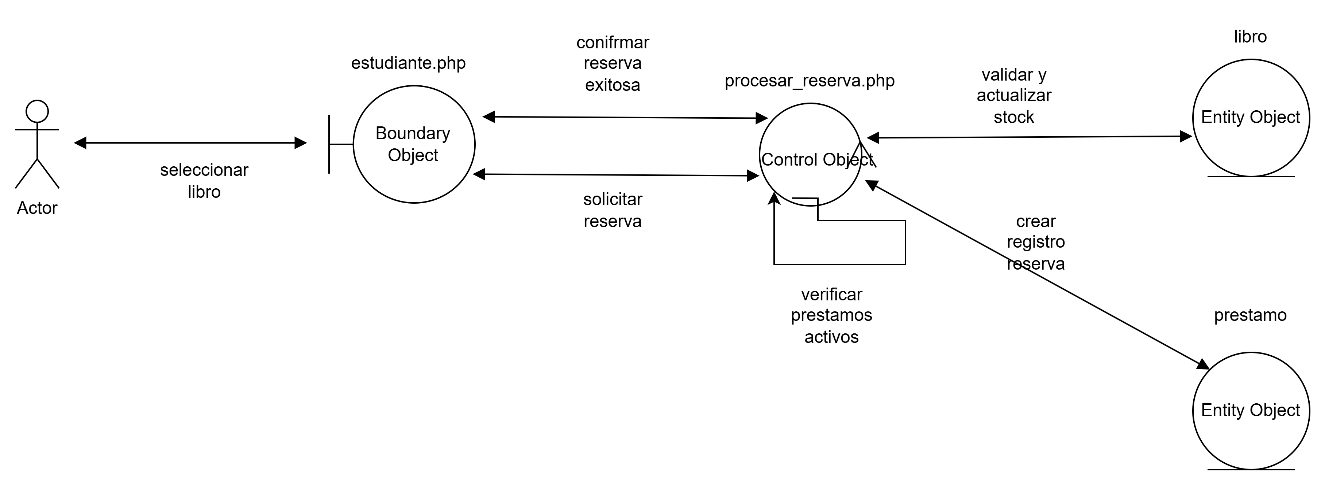 estudiante.php
Boundary
Object
Actor
seleccionar
libro
conifrmar
reserva
exitosa
solicitar
reserva
procesar_reserva.php
Control Object
verificar
prestamos
activos
validar y
actualizar
stock
libro
Entity Object
crear
registro
reserva
prestamo
Entity Object